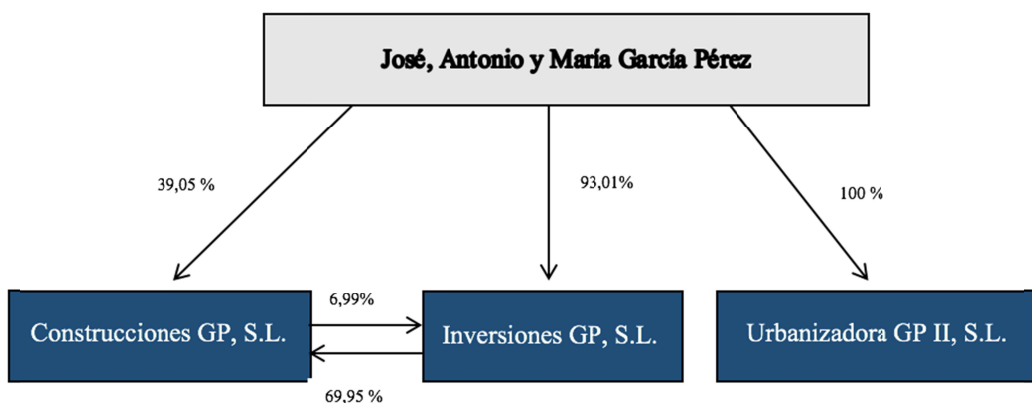 José, Antonio y María García Pérez
39,05 %
93,01%
100 %
6,99%
Construcciones GP, S.L.
Inversiones GP, S.L.
Urbanizadora GP II, S.L.
69,95 %